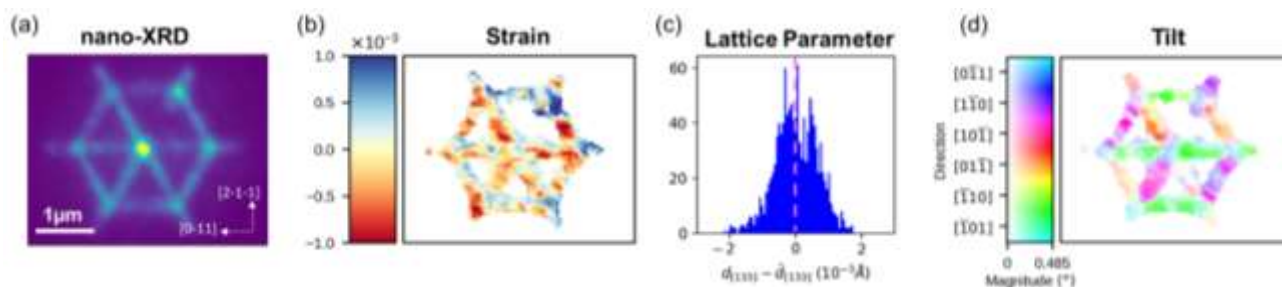 (a)
nano-XRD
1μm
[2-1-1]
[0-11]
(b)
Strain
×10⁻³
1.0
0.5
0.0
−0.5
−1.0
(c)
Lattice Parameter
60
40
20
0
−2
0
2
(10⁻³Å)
(d)
Tilt
Direction
[01̅1]
[11̅0]
[101̅]
[011̅]
[1̅10]
[1̅01]
0
0.485
Magnitude (°)